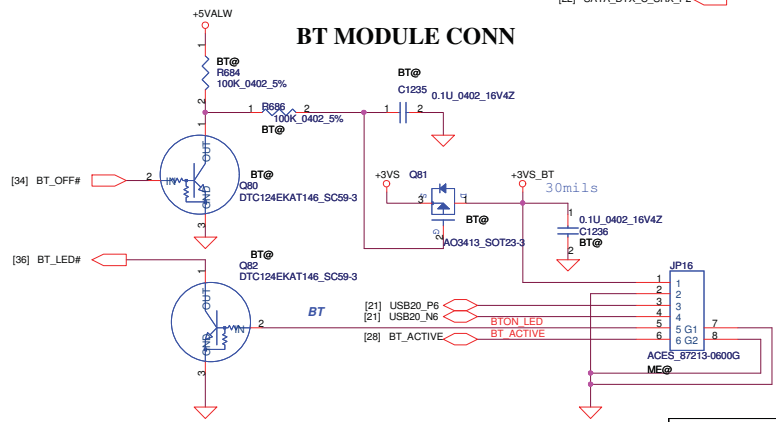 +5VALW
BT MODULE CONN
1
BT@
R684
100K_0402_5%
2
1 R686 2
100K_0402_5%
BT@
BT@
C1235
0.1U_0402_16V4Z
1 2
1
OUT
[34] BT_OFF# 2 IN
GND
3
BT@
Q80
DTC124EKAT146_SC59-3
+3VS
Q81
3 S D 1
G
2
BT@
AO3413_SOT23-3
+3VS_BT
30mils
1
0.1U_0402_16V4Z
C1236
2
BT@
[36] BT_LED#
BT@
Q82
DTC124EKAT146_SC59-3
1
OUT
IN 2
GND
3
BT
JP16
1 1
2 2
[21] USB20_P6 3 3
[21] USB20_N6 4 4
BTON_LED 5 5 G1 7
[28] BT_ACTIVE BT_ACTIVE 6 6 G2 8
ACES_87213-0600G
ME@